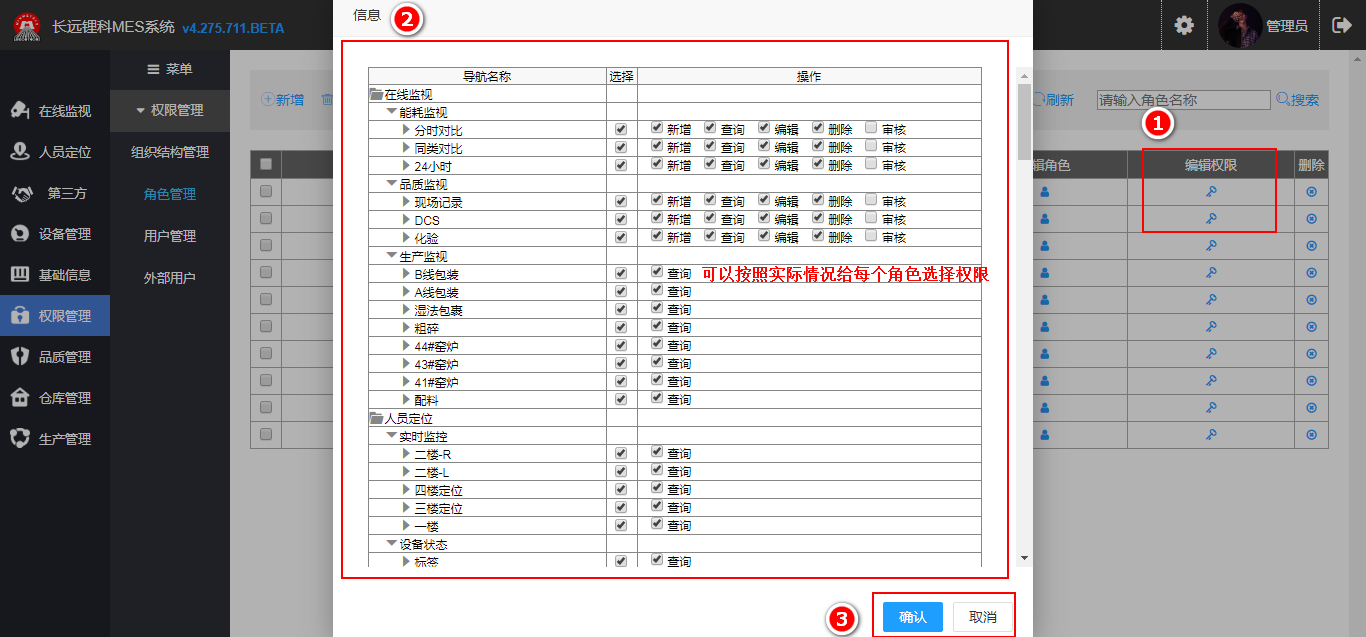 长远锂科MES系统 v4.275.711.BETA
管理员
菜单
权限管理
组织结构管理
角色管理
用户管理
外部用户
在线监视
人员定位
第三方
设备管理
基础信息
权限管理
品质管理
仓库管理
生产管理
新增
刷新
请输入角色名称
搜索
1
辑角色 编辑权限 删除
信息
2
导航名称 选择 操作
在线监视
能耗监视
分时对比 新增 查询 编辑 删除 审核
同类对比 新增 查询 编辑 删除 审核
24小时 新增 查询 编辑 删除 审核
品质监视
现场记录 新增 查询 编辑 删除 审核
DCS 新增 查询 编辑 删除 审核
化验 新增 查询 编辑 删除 审核
生产监视
B线包装 查询
可以按照实际情况给每个角色选择权限
A线包装 查询
湿法包裹 查询
粗碎 查询
44#窑炉 查询
43#窑炉 查询
41#窑炉 查询
配料 查询
人员定位
实时监控
二楼-R 查询
二楼-L 查询
四楼定位 查询
三楼定位 查询
一楼 查询
设备状态
标签 查询
3
确认
取消